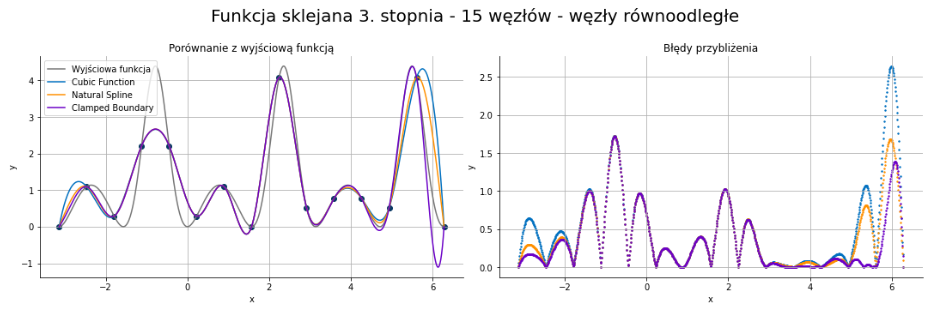 Funkcja sklejana 3. stopnia - 15 węzłów - węzły równoodległe
Porównanie z wyjściową funkcją
Wyjściowa funkcja
Cubic Function
Natural Spline
Clamped Boundary
y
4
3
2
1
0
−1
−2
0
2
4
6
x
Błędy przybliżenia
y
2.5
2.0
1.5
1.0
0.5
0.0
−2
0
2
4
6
x